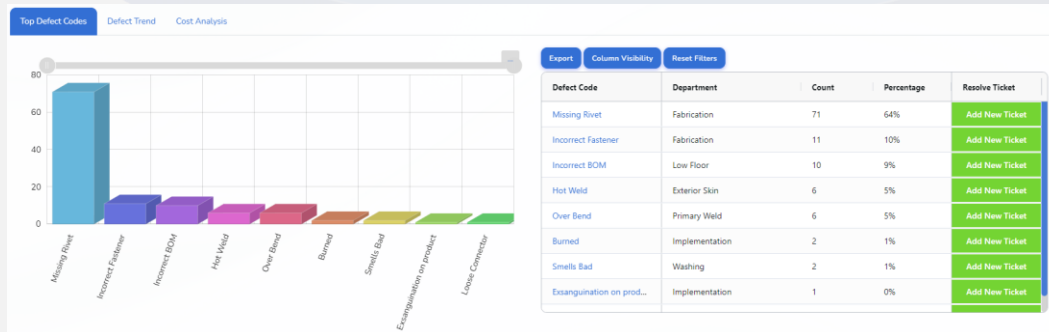 Top Defect Codes Defect Trend Cost Analysis
80
60
40
20
0
Missing Rivet
Incorrect Fastener
Incorrect BOM
Hot Weld
Over Bend
Burned
Smells Bad
Exsanguination on product
Loose Connector
Export Column Visibility Reset Filters
Defect Code Department Count Percentage Resolve Ticket
Missing Rivet Fabrication 71 64% Add New Ticket
Incorrect Fastener Fabrication 11 10% Add New Ticket
Incorrect BOM Low Floor 10 9% Add New Ticket
Hot Weld Exterior Skin 6 5% Add New Ticket
Over Bend Primary Weld 6 5% Add New Ticket
Burned Implementation 2 1% Add New Ticket
Smells Bad Washing 2 1% Add New Ticket
Exsanguination on prod... Implementation 1 0% Add New Ticket